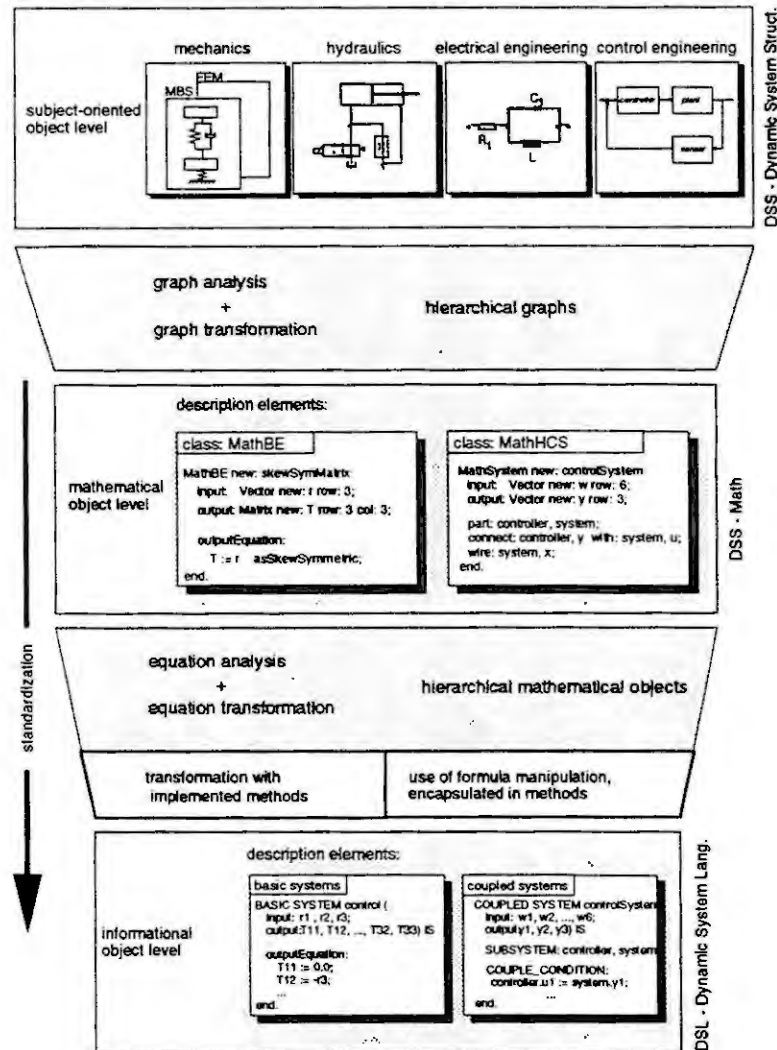 DSS - Dynamic System Struct.
mechanics
hydraulics
electrical engineering
control engineering
subject-oriented
object level
FEM
MBS
C1
R1
L
controller
plant
sensor
graph analysis
+
graph transformation
hierarchical graphs
standardization
DSS - Math
mathematical
object level
description elements:
class: MathBE
MathBE new: skewSymMatrix
input: Vector new: r row: 3;
output: Matrix new: T row: 3 col: 3;
outputEquation:
T := r asSkewSymmetric;
end.
class: MathHCS
MathSystem new: controlSystem
input: Vector new: w row: 6;
output: Vector new: y row: 3;
part: controller, system;
connect: controller, y with: system, u;
wire: system, x;
end.
equation analysis
+
equation transformation
hierarchical mathematical objects
transformation with
implemented methods
use of formula manipulation,
encapsulated in methods
DSL - Dynamic System Lang.
informational
object level
description elements:
basic systems
BASIC SYSTEM control (
input: r1 , r2, r3;
output:T11, T12, ..., T32, T33) IS
outputEquation:
T11 := 0.0;
T12 := -r3;
...
end.
coupled systems
COUPLED SYSTEM controlSystem
input: w1, w2, ..., w6;
output:y1, y2, y3) IS
SUBSYSTEM: controller, system
COUPLE_CONDITION:
controller.u1 := system.y1;
...
end.